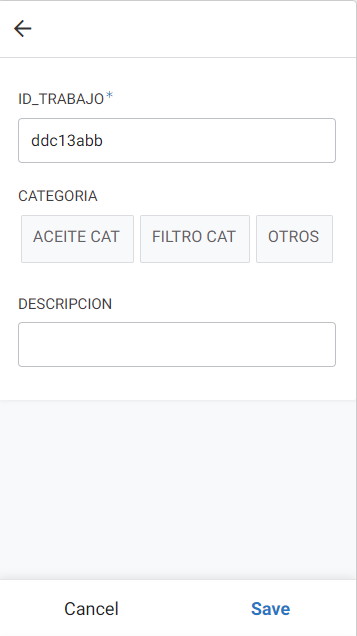 ID_TRABAJO*
ddc13abb
CATEGORIA
ACEITE CAT FILTRO CAT OTROS
DESCRIPCION
Cancel Save